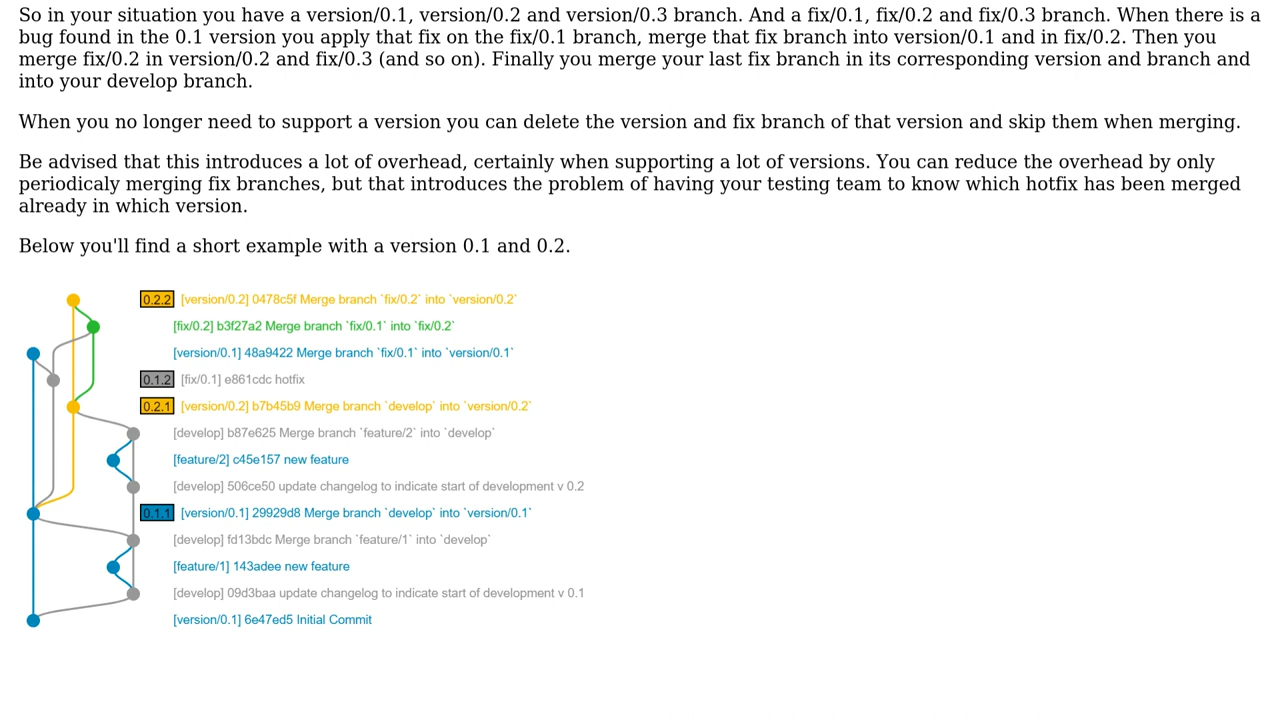 So in your situation you have a version/0.1, version/0.2 and version/0.3 branch. And a fix/0.1, fix/0.2 and fix/0.3 branch. When there is a
bug found in the 0.1 version you apply that fix on the fix/0.1 branch, merge that fix branch into version/0.1 and in fix/0.2. Then you
merge fix/0.2 in version/0.2 and fix/0.3 (and so on). Finally you merge your last fix branch in its corresponding version and branch and
into your develop branch.
When you no longer need to support a version you can delete the version and fix branch of that version and skip them when merging.
Be advised that this introduces a lot of overhead, certainly when supporting a lot of versions. You can reduce the overhead by only
periodicaly merging fix branches, but that introduces the problem of having your testing team to know which hotfix has been merged
already in which version.
Below you'll find a short example with a version 0.1 and 0.2.
0.2.2 [version/0.2] 0478c5f Merge branch `fix/0.2` into `version/0.2`
[fix/0.2] b3f27a2 Merge branch `fix/0.1` into `fix/0.2`
[version/0.1] 48a9422 Merge branch `fix/0.1` into `version/0.1`
0.1.2 [fix/0.1] e861cdc hotfix
0.2.1 [version/0.2] b7b45b9 Merge branch `develop` into `version/0.2`
[develop] b87e625 Merge branch `feature/2` into `develop`
[feature/2] c45e157 new feature
[develop] 506ce50 update changelog to indicate start of development v 0.2
0.1.1 [version/0.1] 29929d8 Merge branch `develop` into `version/0.1`
[develop] fd13bdc Merge branch `feature/1` into `develop`
[feature/1] 143adee new feature
[develop] 09d3baa update changelog to indicate start of development v 0.1
[version/0.1] 6e47ed5 Initial Commit